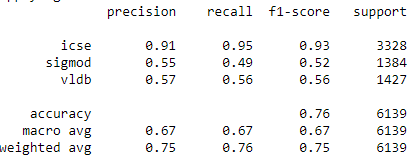 precision recall f1-score support
icse 0.91 0.95 0.93 3328
sigmod 0.55 0.49 0.52 1384
vldb 0.57 0.56 0.56 1427
accuracy 0.76 6139
macro avg 0.67 0.67 0.67 6139
weighted avg 0.75 0.76 0.75 6139